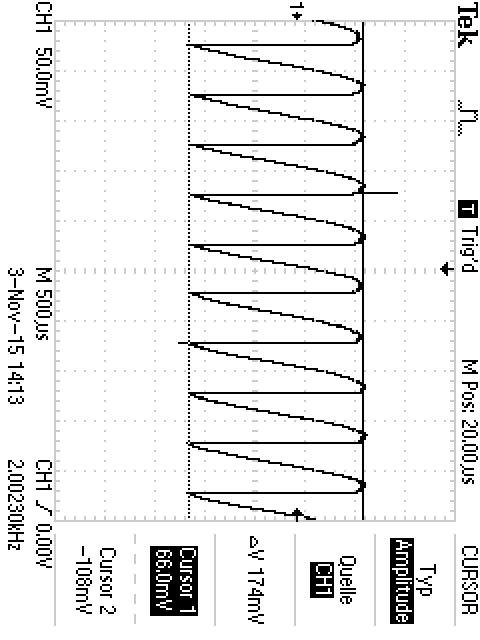 Tek T Trig'd M Pos: 20.00µs CURSOR
Typ
Amplitude
Quelle
CH1
ΔV 174mV
Cursor 1
66.0mV
Cursor 2
-108mV
1
CH1 50.0mV M 500µs CH1 / 0.00V
3-Nov-15 14:13 2.00230kHz